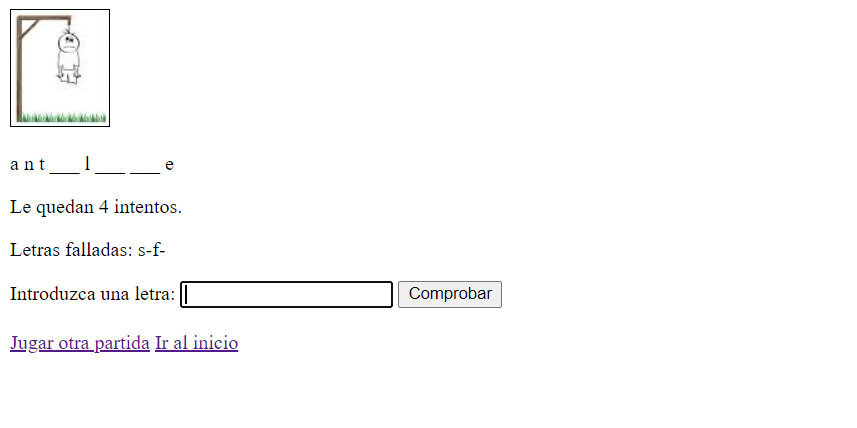 a n t ___ l ___ ___ e
Le quedan 4 intentos.
Letras falladas: s-f-
Introduzca una letra: Comprobar
Jugar otra partida Ir al inicio